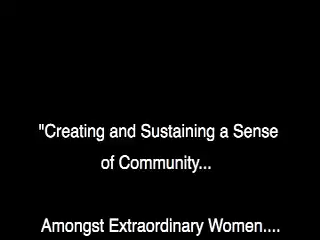 "Creating and Sustaining a Sense
of Community...
Amongst Extraordinary Women....